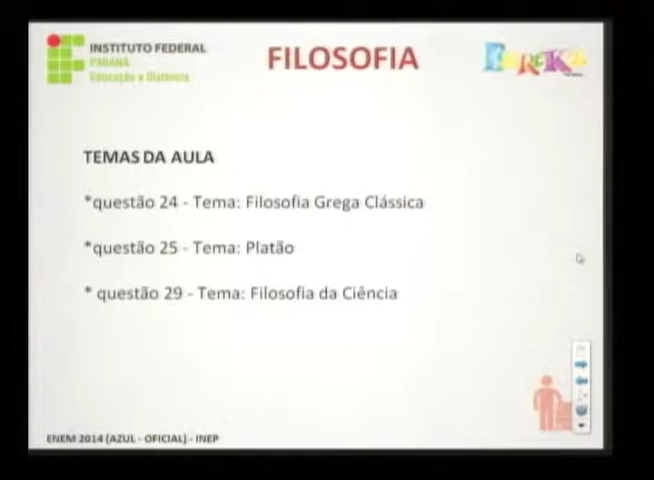 INSTITUTO FEDERAL
PARANÁ
Educação a Distância
FILOSOFIA
EUREKA
TEMAS DA AULA
*questão 24 - Tema: Filosofia Grega Clássica
*questão 25 - Tema: Platão
* questão 29 - Tema: Filosofia da Ciência
ENEM 2014 (AZUL - OFICIAL) - INEP